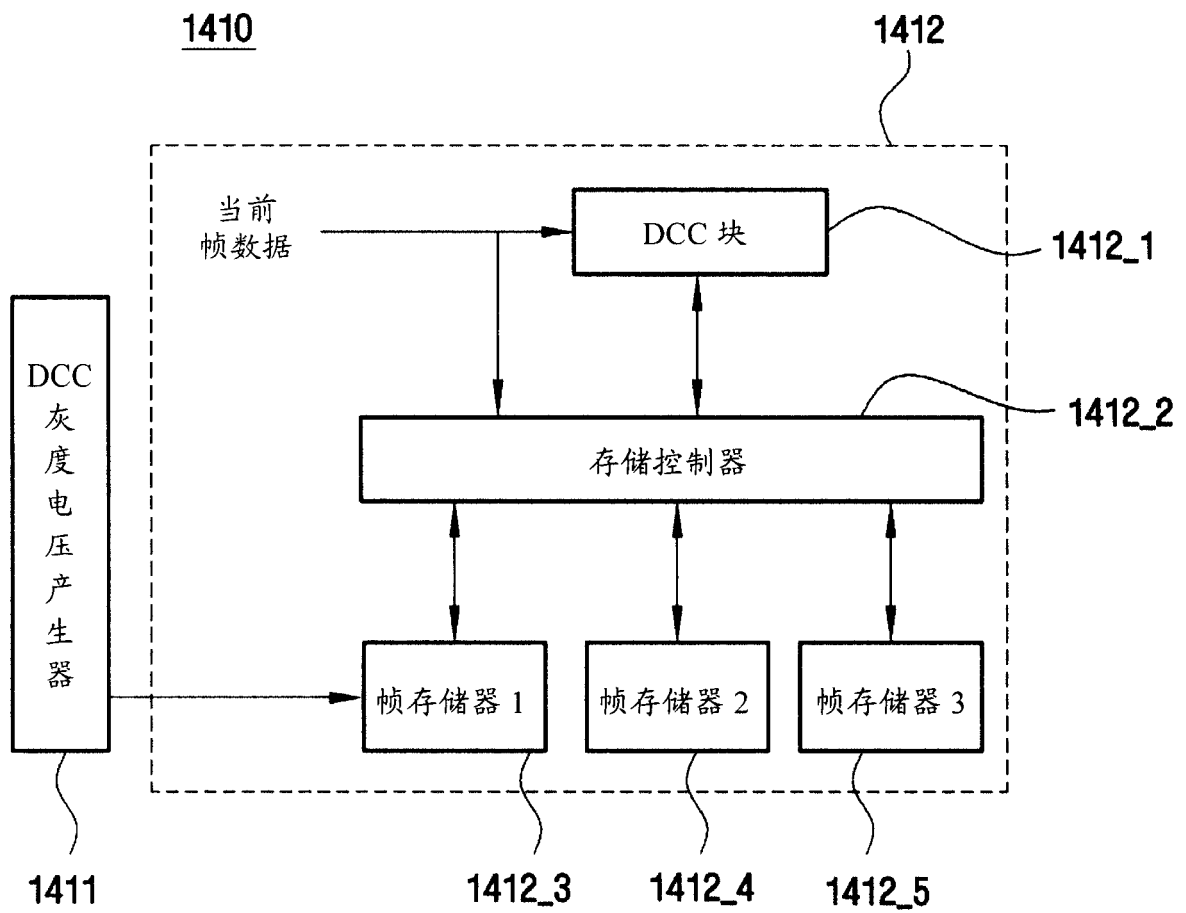 1410
1412
当前
帧数据
DCC 块
1412_1
DCC
灰
度
电
压
产
生
器
1412_2
存储控制器
帧存储器 1
帧存储器 2
帧存储器 3
1411
1412_3
1412_4
1412_5